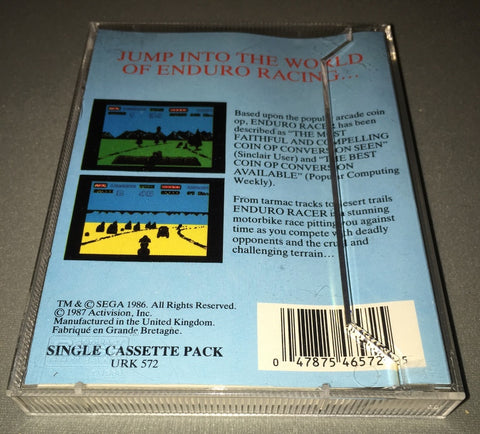 JUMP INTO THE WORLD
OF ENDURO RACING...
Based upon the popular arcade coin
op, ENDURO RACER has been
described as "THE MOST
FAITHFUL AND COMPELLING
COIN OP CONVERSION SEEN"
(Sinclair User) and "THE BEST
COIN OP CONVERSION
AVAILABLE" (Popular Computing
Weekly).
From tarmac tracks to desert trails
ENDURO RACER is a stunning
motorbike race pitting you against
time as you compete with deadly
opponents and the cruel and
challenging terrain...
TM & © SEGA 1986. All Rights Reserved.
© 1987 Activision, Inc.
Manufactured in the United Kingdom.
Fabriqué en Grande Bretagne.
SINGLE CASSETTE PACK
URK 572
0 47875 46572 5